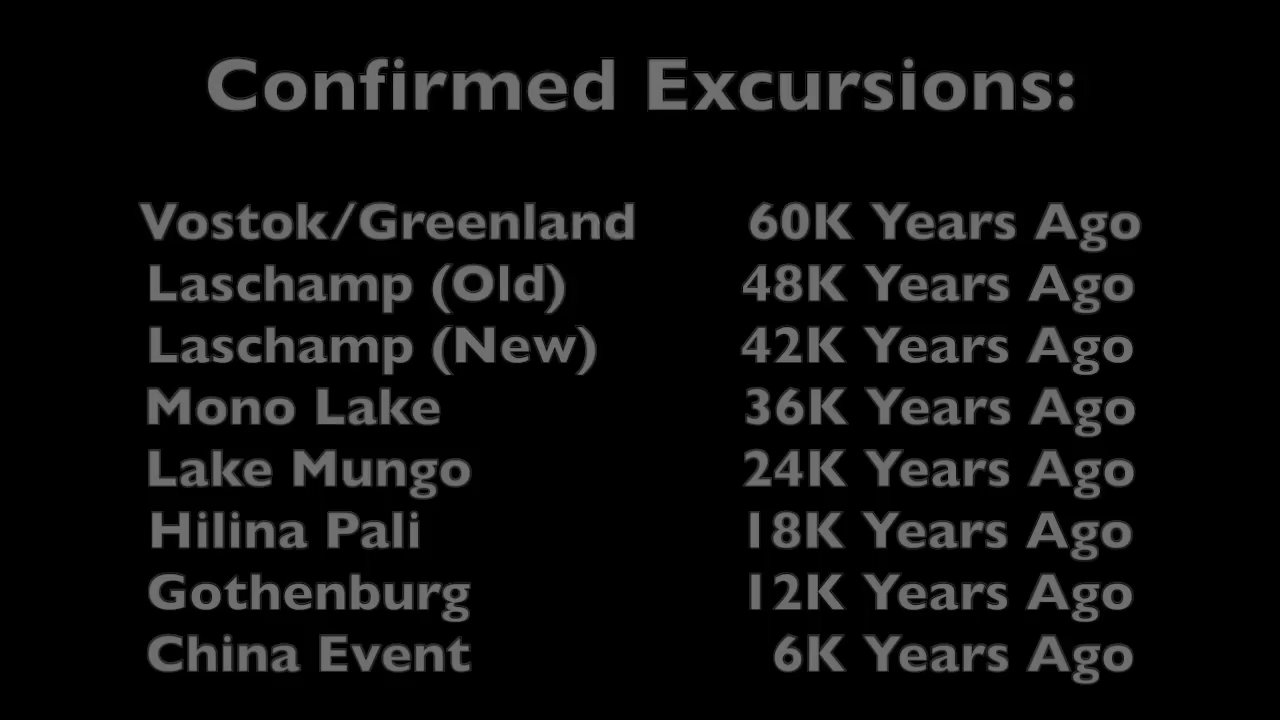 Confirmed Excursions:
Vostok/Greenland 60K Years Ago
Laschamp (Old) 48K Years Ago
Laschamp (New) 42K Years Ago
Mono Lake 36K Years Ago
Lake Mungo 24K Years Ago
Hilina Pali 18K Years Ago
Gothenburg 12K Years Ago
China Event 6K Years Ago